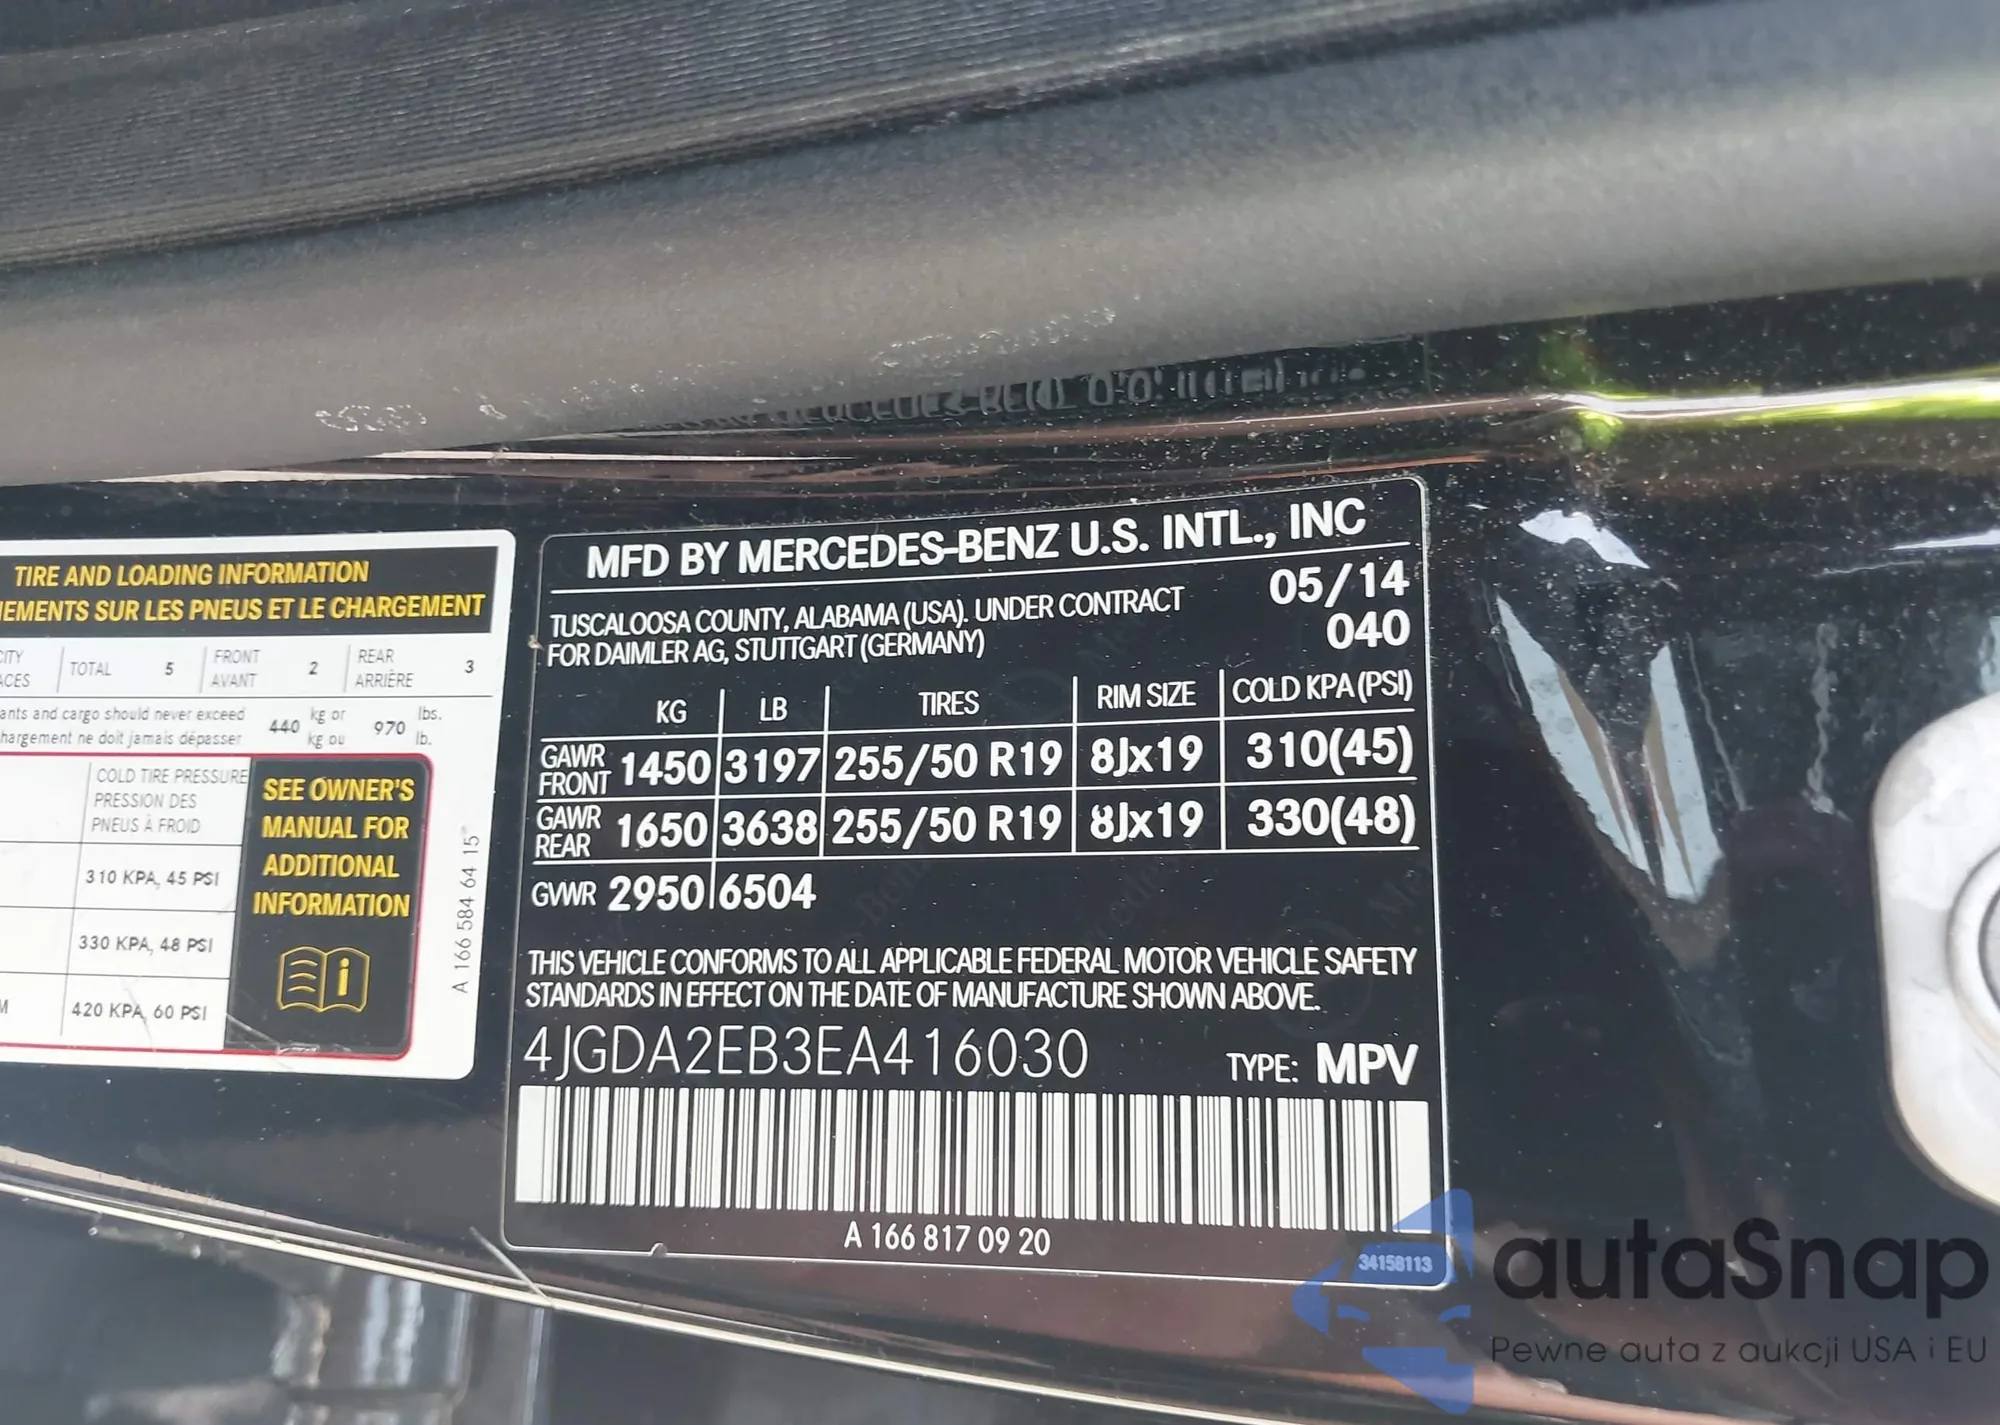 TIRE AND LOADING INFORMATION
EMENTS SUR LES PNEUS ET LE CHARGEMENT
TOTAL 5 FRONT AVANT 2 REAR ARRIÈRE 3
and cargo should never exceed 440 kg or 970 lbs.
ne doit jamais dépasser kg ou lb.
COLD TIRE PRESSURE
PRESSION DES
PNEUS À FROID
310 KPA, 45 PSI
330 KPA, 48 PSI
420 KPA, 60 PSI
SEE OWNER'S
MANUAL FOR
ADDITIONAL
INFORMATION
A 166 584 64 15
MFD BY MERCEDES-BENZ U.S. INTL., INC
TUSCALOOSA COUNTY, ALABAMA (USA). UNDER CONTRACT 05/14
FOR DAIMLER AG, STUTTGART (GERMANY) 040
KG LB TIRES RIM SIZE COLD KPA (PSI)
GAWR FRONT 1450 3197 255/50 R19 8Jx19 310(45)
GAWR REAR 1650 3638 255/50 R19 8Jx19 330(48)
GVWR 2950 6504
THIS VEHICLE CONFORMS TO ALL APPLICABLE FEDERAL MOTOR VEHICLE SAFETY
STANDARDS IN EFFECT ON THE DATE OF MANUFACTURE SHOWN ABOVE.
4JGDA2EB3EA416030 TYPE: MPV
A 166 817 09 20
34158113
autaSnap
Pewne auta z aukcji USA i EU